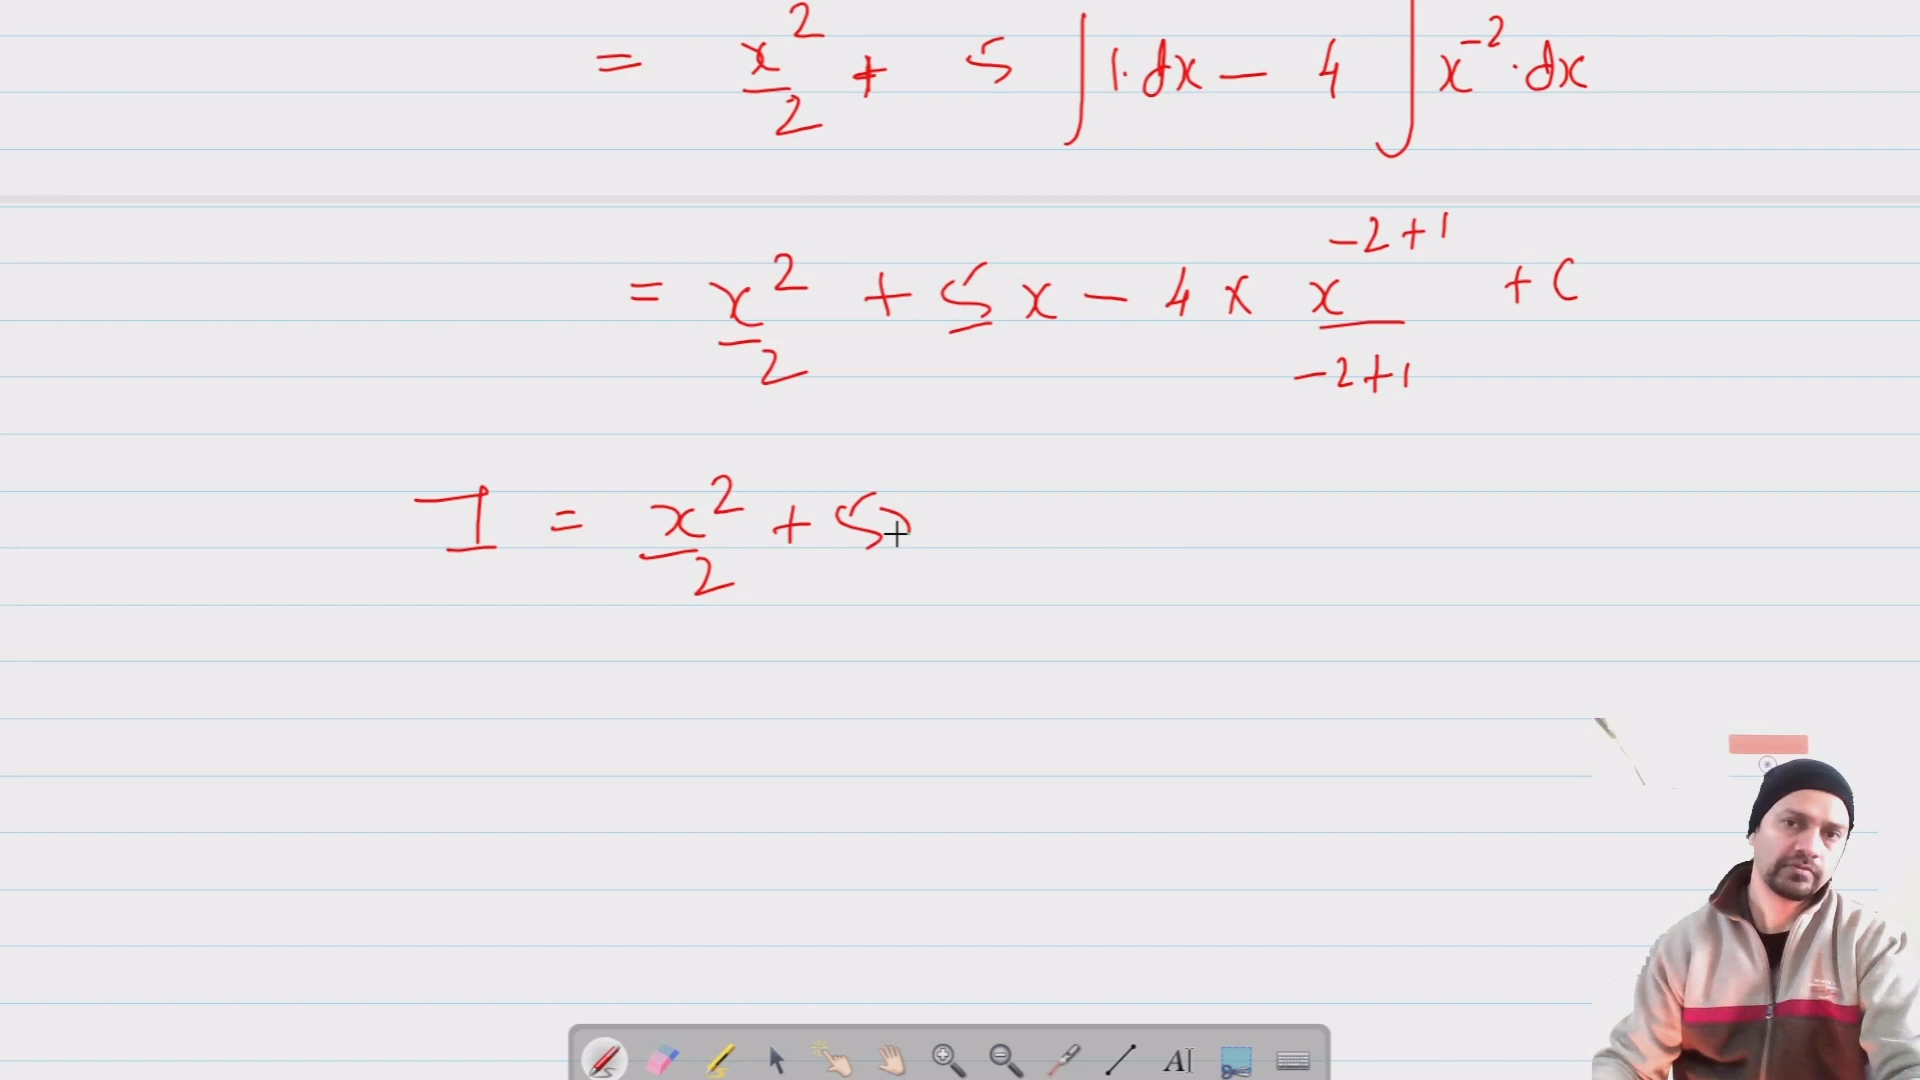 = x²/2 + 5 ∫ 1·dx − 4 ∫ x⁻²·dx
= x²/2 + 5x − 4 × x⁻²⁺¹/−2+1 + C
I = x²/2 + 5
AI